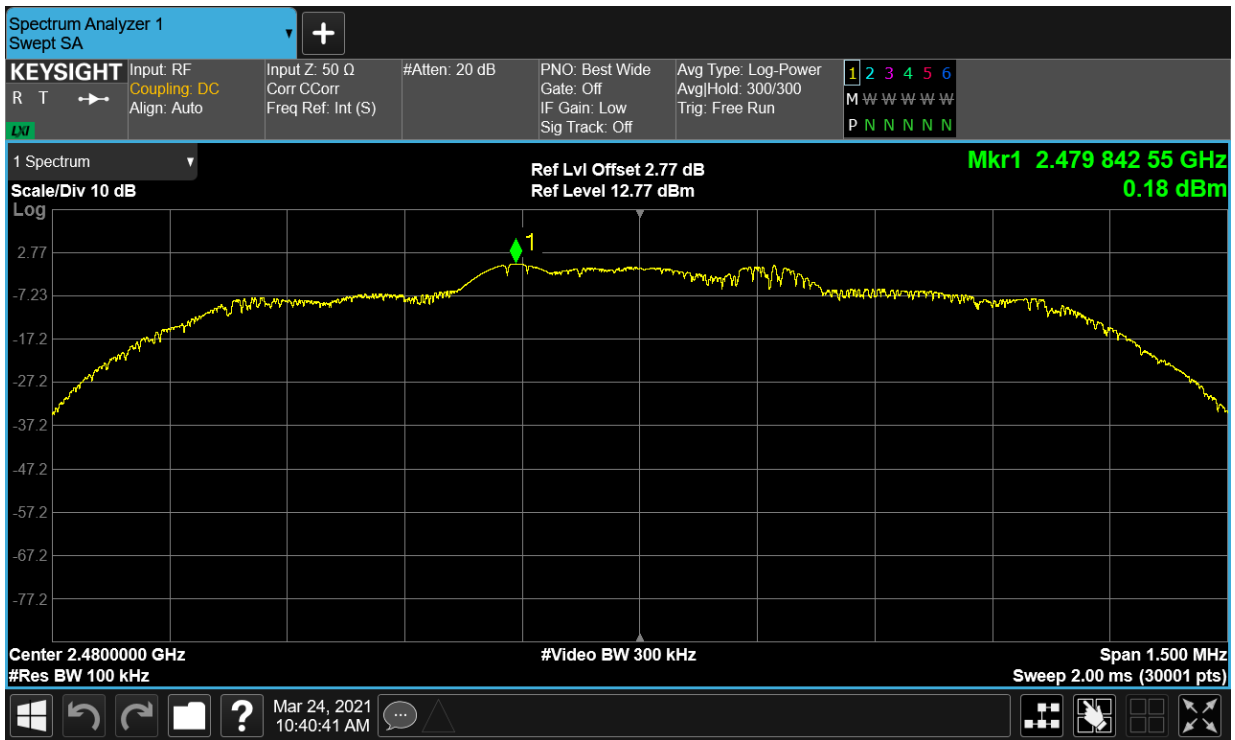 Spectrum Analyzer 1
Swept SA
KEYSIGHT
R T
LXI
Input: RF
Coupling: DC
Align: Auto
Input Z: 50 Ω
Corr CCorr
Freq Ref: Int (S)
#Atten: 20 dB
PNO: Best Wide
Gate: Off
IF Gain: Low
Sig Track: Off
Avg Type: Log-Power
Avg|Hold: 300/300
Trig: Free Run
1 2 3 4 5 6
M W W W W W
P N N N N N
1 Spectrum
Scale/Div 10 dB
Log
Ref Lvl Offset 2.77 dB
Ref Level 12.77 dBm
Mkr1 2.479 842 55 GHz
0.18 dBm
1
2.77
-7.23
-17.2
-27.2
-37.2
-47.2
-57.2
-67.2
-77.2
Center 2.4800000 GHz
#Res BW 100 kHz
#Video BW 300 kHz
Span 1.500 MHz
Sweep 2.00 ms (30001 pts)
?
Mar 24, 2021
10:40:41 AM